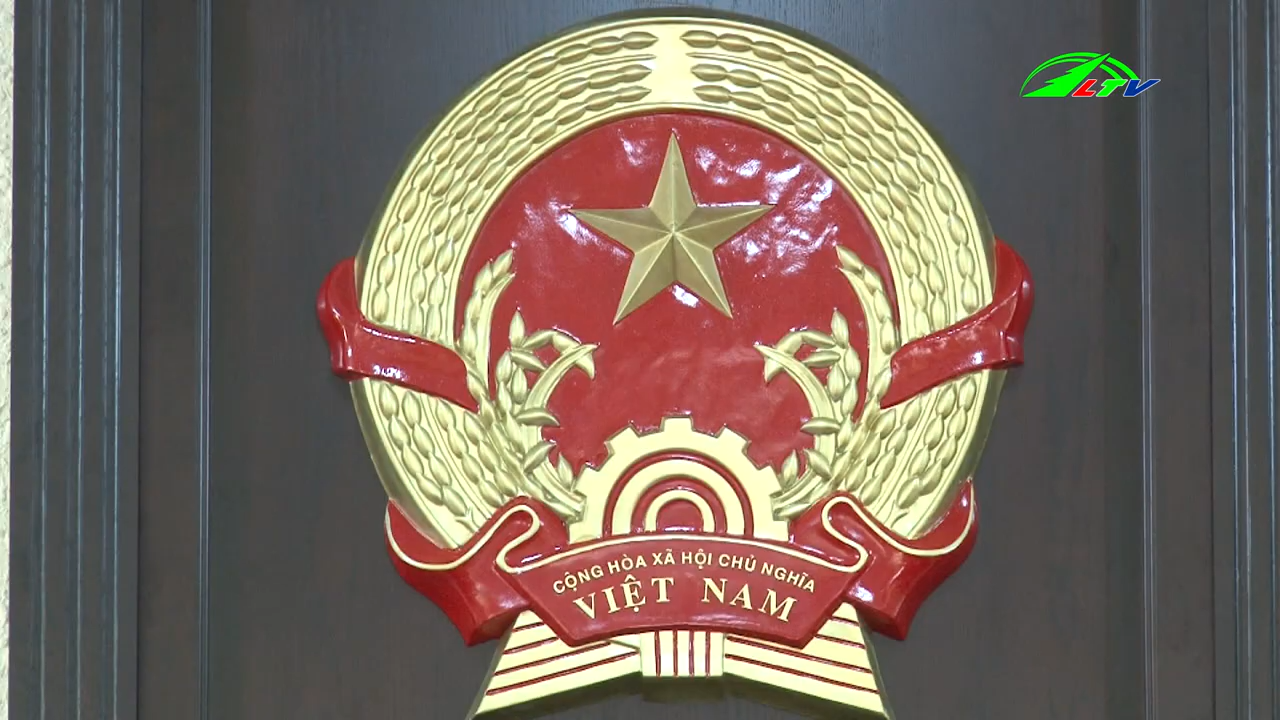 LTV
CỘNG HÒA XÃ HỘI CHỦ NGHĨA
VIỆT NAM